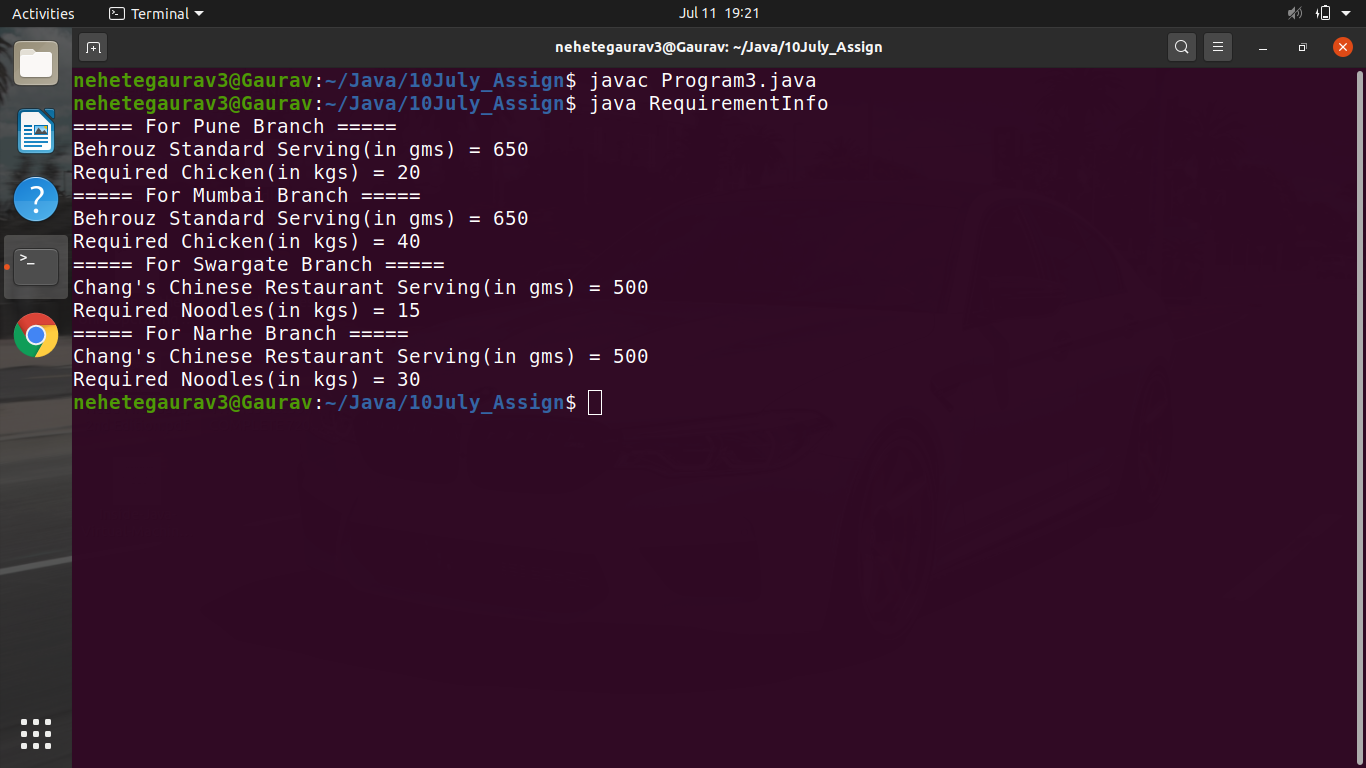 Activities Terminal Jul 11 19:21
nehetegaurav3@Gaurav: ~/Java/10July_Assign
nehetegaurav3@Gaurav:~/Java/10July_Assign$ javac Program3.java
nehetegaurav3@Gaurav:~/Java/10July_Assign$ java RequirementInfo
===== For Pune Branch =====
Behrouz Standard Serving(in gms) = 650
Required Chicken(in kgs) = 20
===== For Mumbai Branch =====
Behrouz Standard Serving(in gms) = 650
Required Chicken(in kgs) = 40
===== For Swargate Branch =====
Chang's Chinese Restaurant Serving(in gms) = 500
Required Noodles(in kgs) = 15
===== For Narhe Branch =====
Chang's Chinese Restaurant Serving(in gms) = 500
Required Noodles(in kgs) = 30
nehetegaurav3@Gaurav:~/Java/10July_Assign$